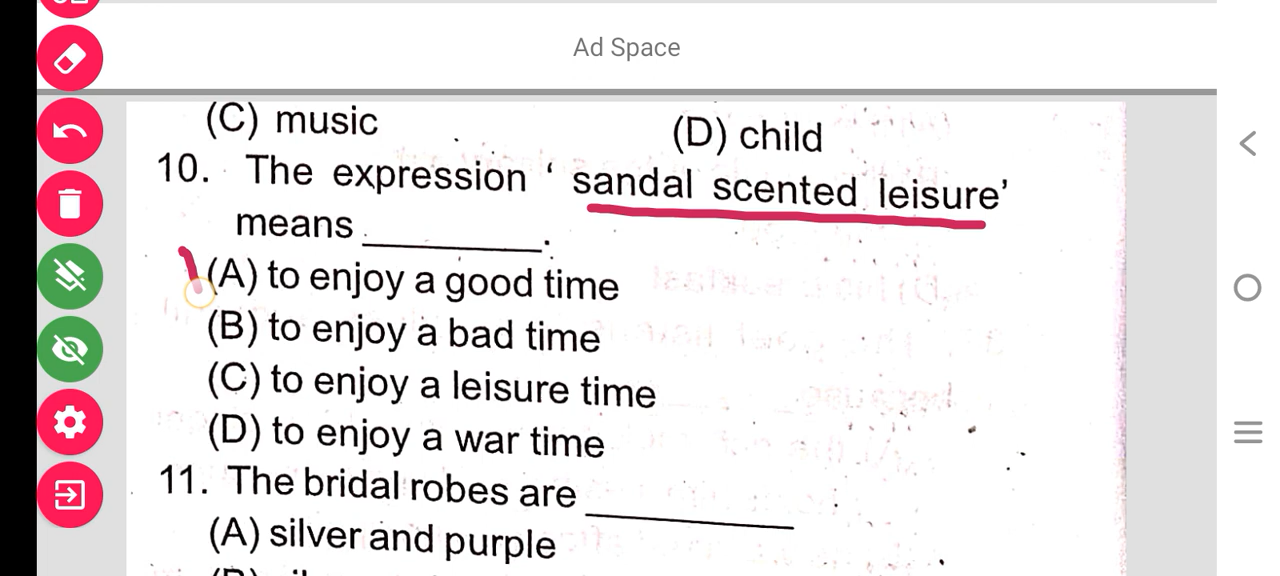 Ad Space
(C) music (D) child
10. The expression ‘ sandal scented leisure’
means ________.
(A) to enjoy a good time
(B) to enjoy a bad time
(C) to enjoy a leisure time
(D) to enjoy a war time
11. The bridal robes are ________
(A) silver and purple